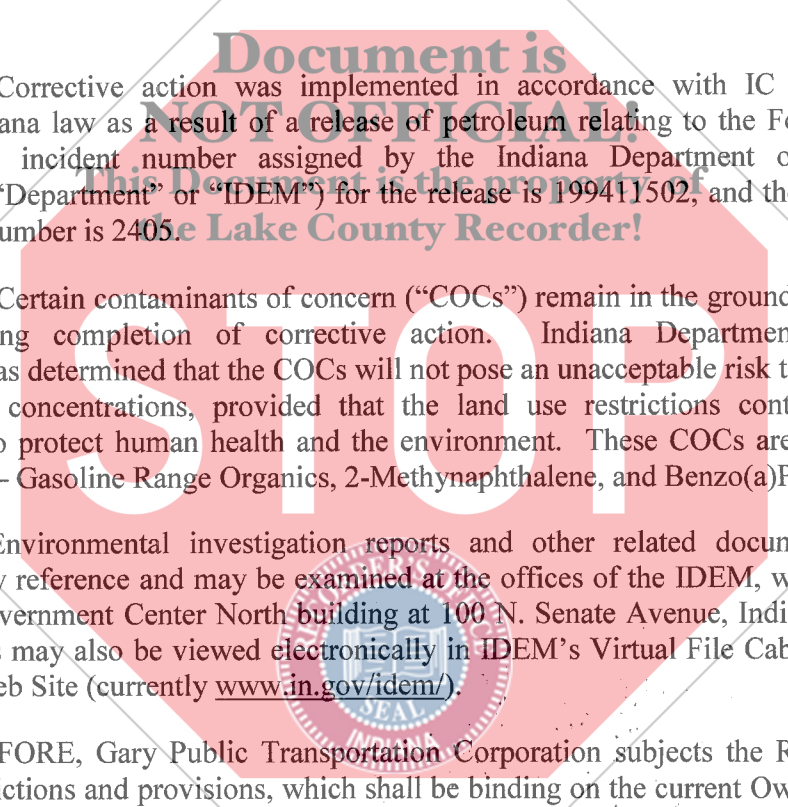 Document is
Corrective action was implemented in accordance with IC
NOT OFFICIAL!
ana law as a result of a release of petroleum relating to the Fe
incident number assigned by the Indiana Department o
This Document is the property of
“Department” or “IDEM”) for the release is 199411502, and the
umber is 2405.
the Lake County Recorder!
Certain contaminants of concern (“COCs”) remain in the ground
ng completion of corrective action. Indiana Departmen
as determined that the COCs will not pose an unacceptable risk t
concentrations, provided that the land use restrictions cont
o protect human health and the environment. These COCs are
– Gasoline Range Organics, 2-Methynaphthalene, and Benzo(a)P
STOP
Environmental investigation reports and other related docum
y reference and may be examined at the offices of the IDEM, w
vernment Center North building at 100 N. Senate Avenue, Indi
s may also be viewed electronically in IDEM’s Virtual File Cab
eb Site (currently www.in.gov/idem/).
SEAL
INDIANA
FORE, Gary Public Transportation Corporation subjects the R
ictions and provisions, which shall be binding on the current Ow